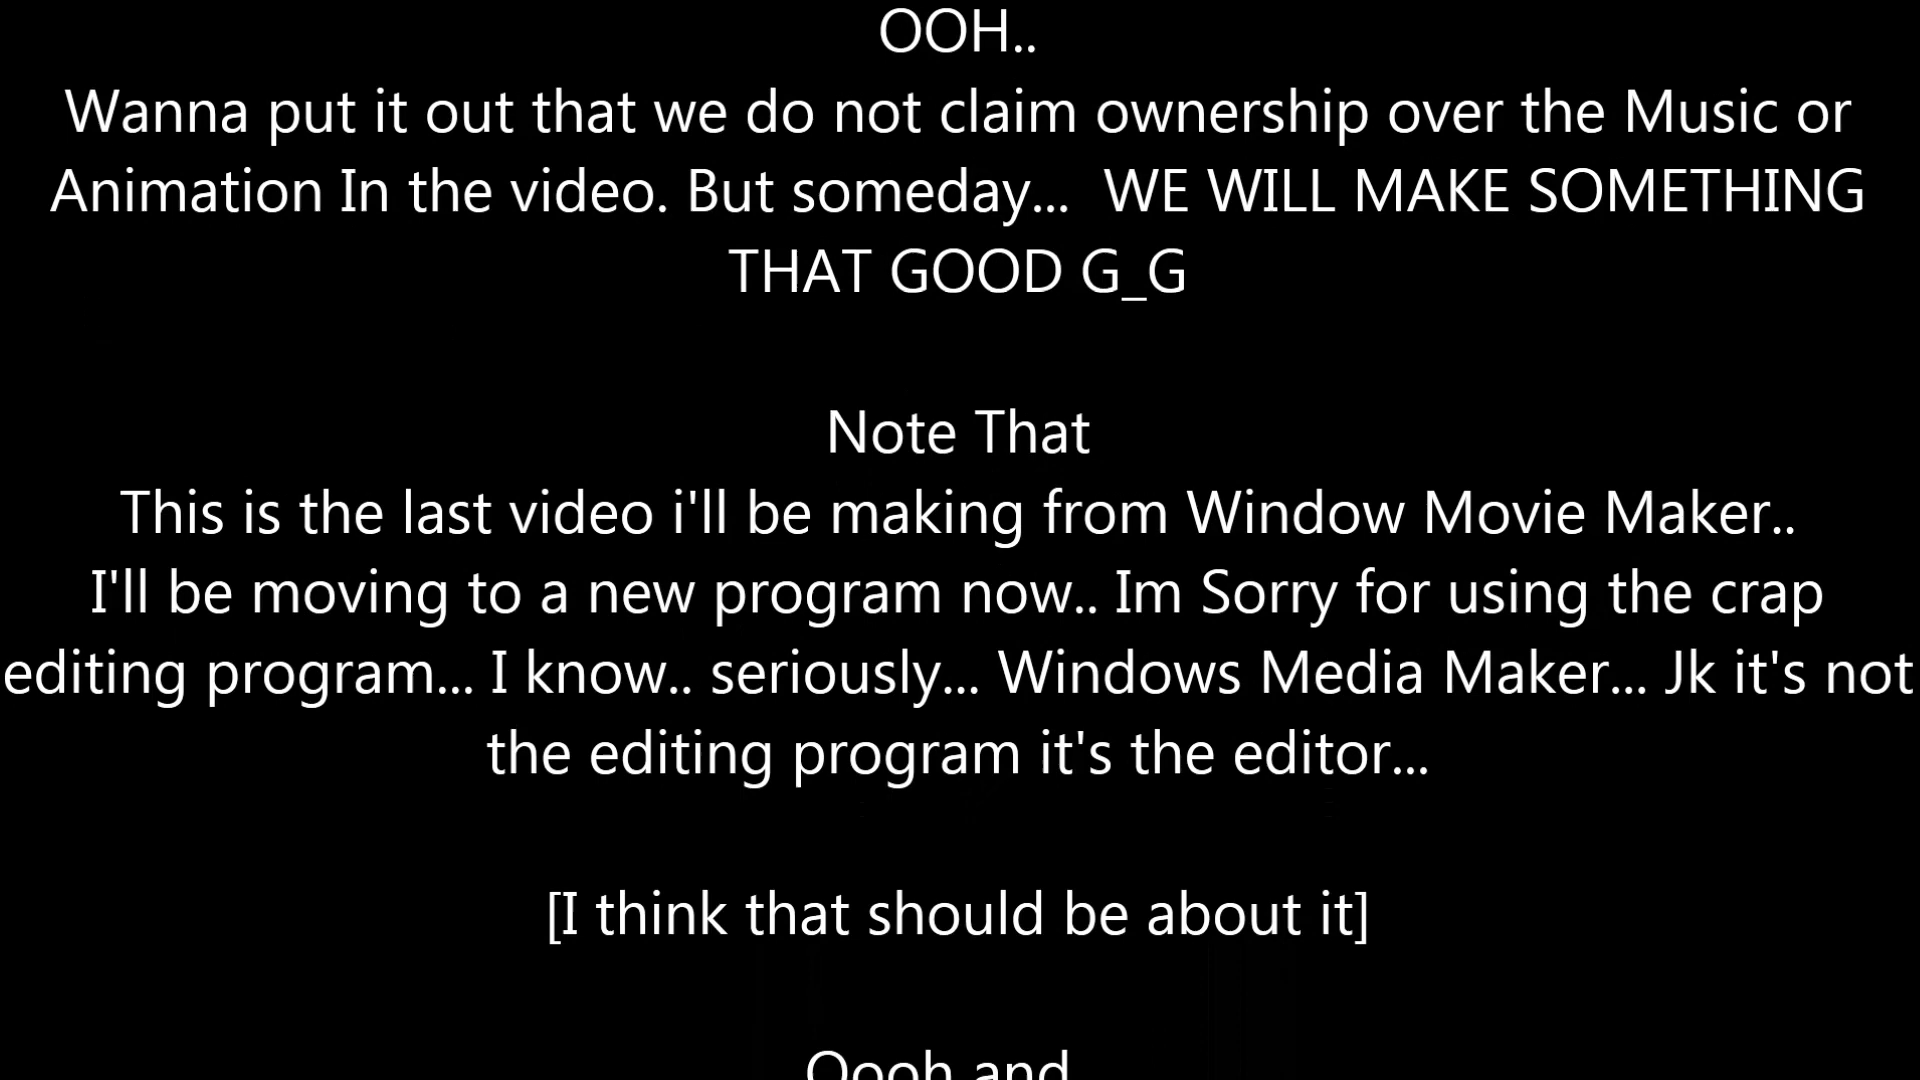 OOH..
Wanna put it out that we do not claim ownership over the Music or
Animation In the video. But someday...  WE WILL MAKE SOMETHING
THAT GOOD G_G
Note That
This is the last video i'll be making from Window Movie Maker..
I'll be moving to a new program now.. Im Sorry for using the crap
editing program... I know.. seriously... Windows Media Maker... Jk it's not
the editing program it's the editor...
[I think that should be about it]
Oooh and